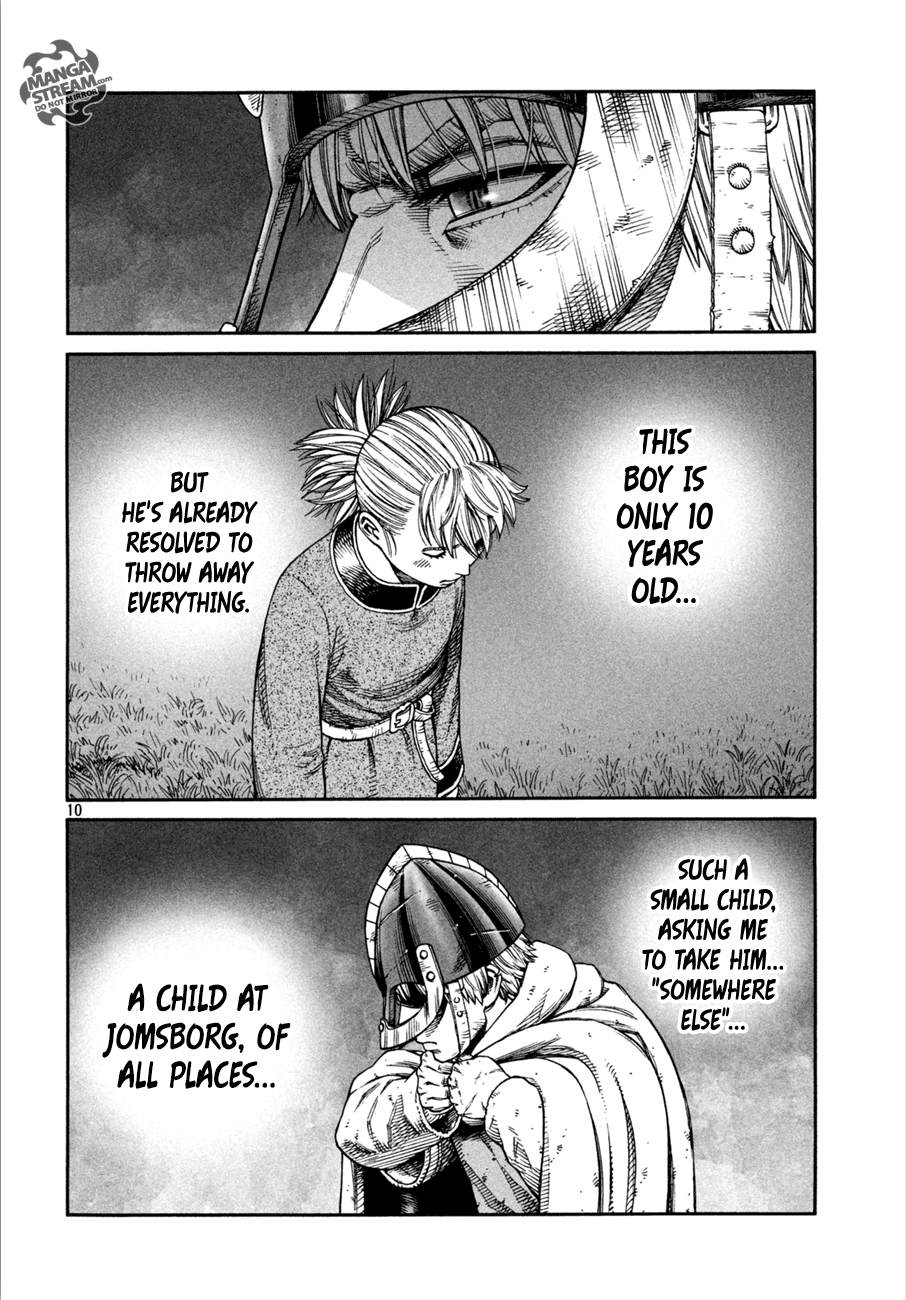 MANGA
STREAM.com
DO NOT MIRROR
THIS
BOY IS
ONLY 10
YEARS
OLD...
BUT
HE'S ALREADY
RESOLVED TO
THROW AWAY
EVERYTHING.
10
SUCH A
SMALL CHILD,
ASKING ME
TO TAKE HIM...
"SOMEWHERE
ELSE"...
A CHILD AT
JOMSBORG, OF
ALL PLACES...